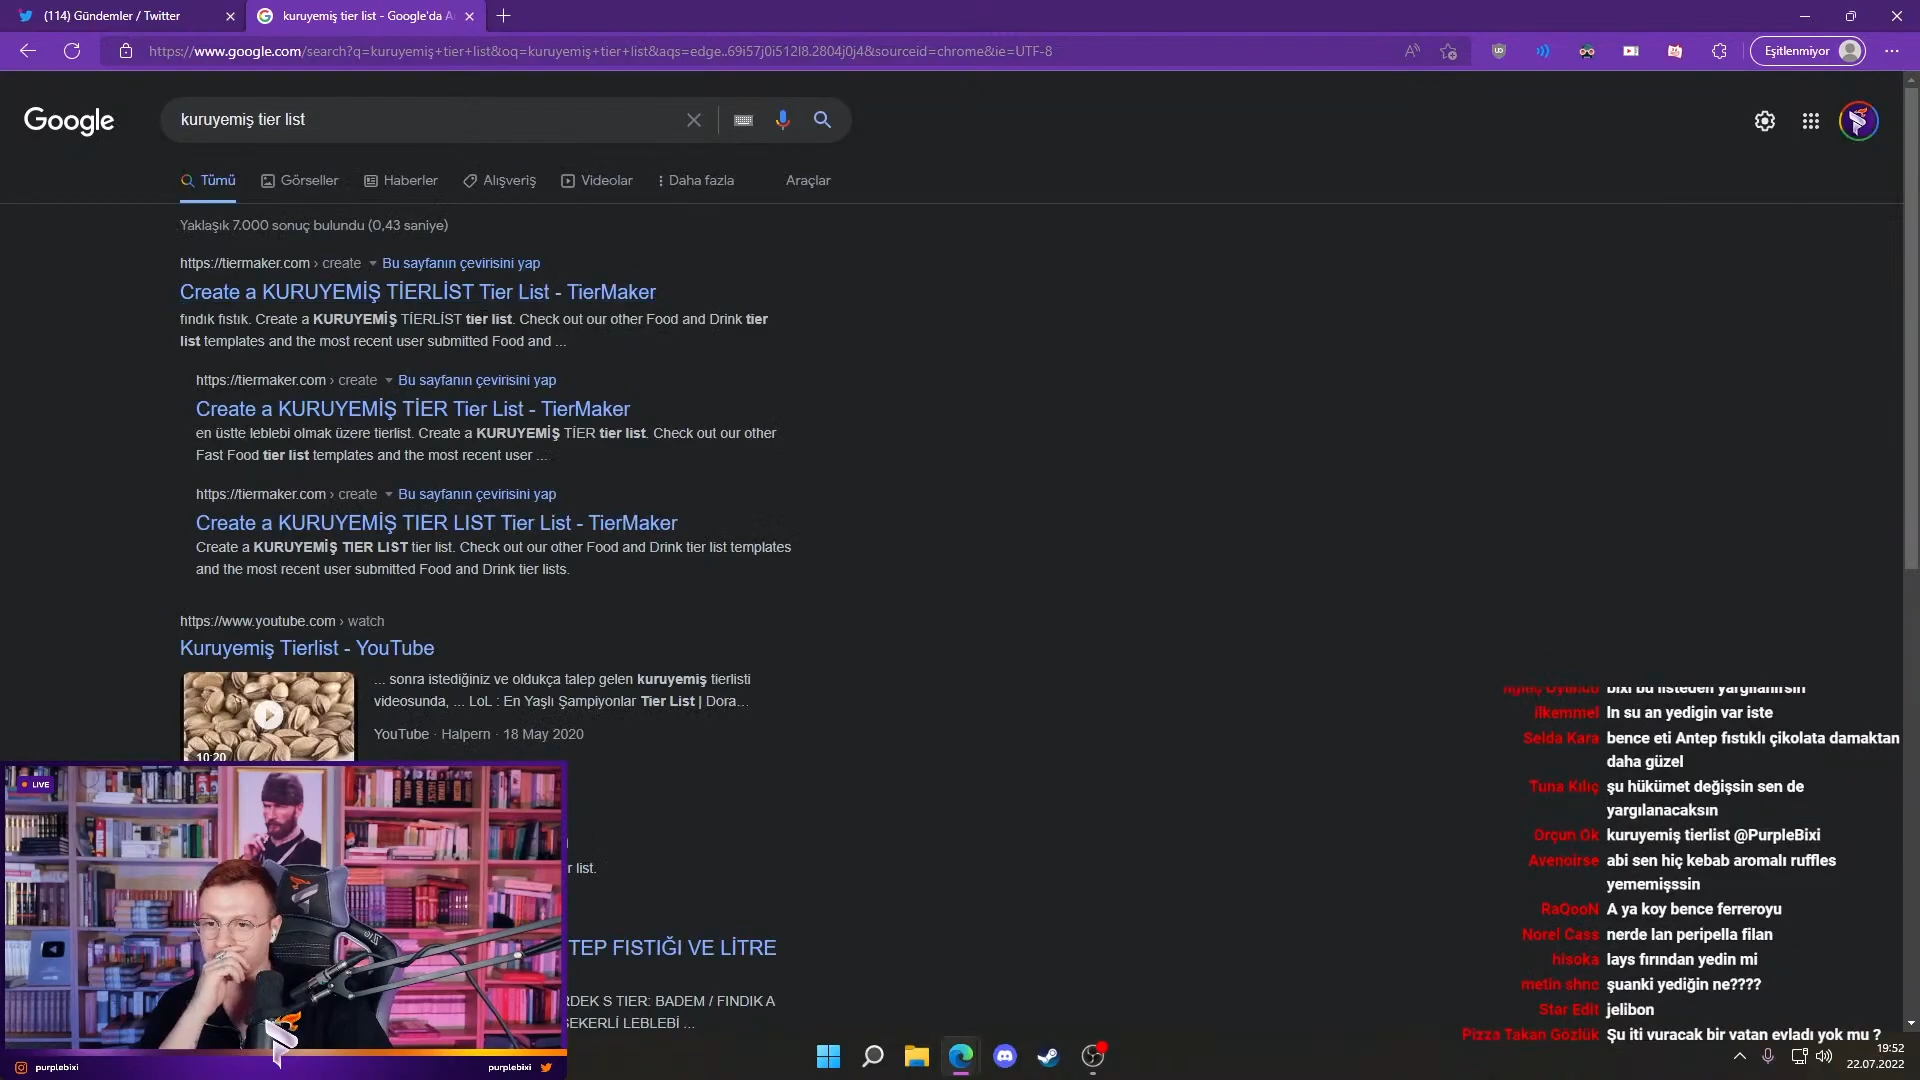 (114) Gündemler / Twitter
kuruyemiş tier list - Google'da A
https://www.google.com/search?q=kuruyemiş+tier+list&oq=kuruyemiş+tier+list&aqs=edge..69i57j0i512l8.2804j0j4&sourceid=chrome&ie=UTF-8
Eşitlenmiyor
Google
kuruyemiş tier list
Tümü Görseller Haberler Alışveriş Videolar Daha fazla Araçlar
Yaklaşık 7.000 sonuç bulundu (0,43 saniye)
https://tiermaker.com › create Bu sayfanın çevirisini yap
Create a KURUYEMİŞ TİERLİST Tier List - TierMaker
fındık fıstık. Create a KURUYEMİŞ TİERLİST tier list. Check out our other Food and Drink tier
list templates and the most recent user submitted Food and ...
https://tiermaker.com › create Bu sayfanın çevirisini yap
Create a KURUYEMİŞ TİER Tier List - TierMaker
en üstte leblebi olmak üzere tierlist. Create a KURUYEMİŞ TİER tier list. Check out our other
Fast Food tier list templates and the most recent user ...
https://tiermaker.com › create Bu sayfanın çevirisini yap
Create a KURUYEMİŞ TIER LIST Tier List - TierMaker
Create a KURUYEMİŞ TIER LIST tier list. Check out our other Food and Drink tier list templates
and the most recent user submitted Food and Drink tier lists.
https://www.youtube.com › watch
Kuruyemiş Tierlist - YouTube
... sonra istediğiniz ve oldukça talep gelen kuruyemiş tierlisti
videosunda, ... LoL : En Yaşlı Şampiyonlar Tier List | Dora...
YouTube · Halpern · 18 May 2020
10:20
r list.
TEP FISTIĞI VE LİTRE
RDEK S TIER: BADEM / FINDIK A
SEKERLİ LEBLEBİ ...
LIVE
purplebixi
purplebixi
bixi bu listeden yargılanırsın
ilkemmel ln su an yedigin var iste
Selda Kara bence eti Antep fıstıklı çikolata damaktan
daha güzel
Tuna Kılıç şu hükümet değişsin sen de
yargılanacaksın
Orçun Ok kuruyemiş tierlist @PurpleBixi
Avenoirse abi sen hiç kebab aromalı ruffles
yememişssin
RaQooN A ya koy bence ferreroyu
Norel Cass nerde lan peripella filan
hisoka lays fırından yedin mi
metin shnc şuanki yediğin ne????
Star Edit jelibon
Pizza Takan Gözlük Şu iti vuracak bir vatan evladı yok mu ?
19:52
22.07.2022